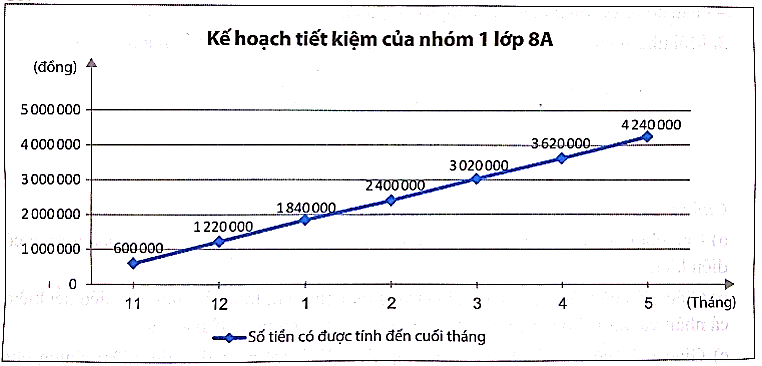 Kế hoạch tiết kiệm của nhóm 1 lớp 8A
(đồng)
5 000 000
4 000 000
3 000 000
2 000 000
1 000 000
0
600 000
1 220 000
1 840 000
2 400 000
3 020 000
3 620 000
4 240 000
11 12 1 2 3 4 5 (Tháng)
Số tiền có được tính đến cuối tháng